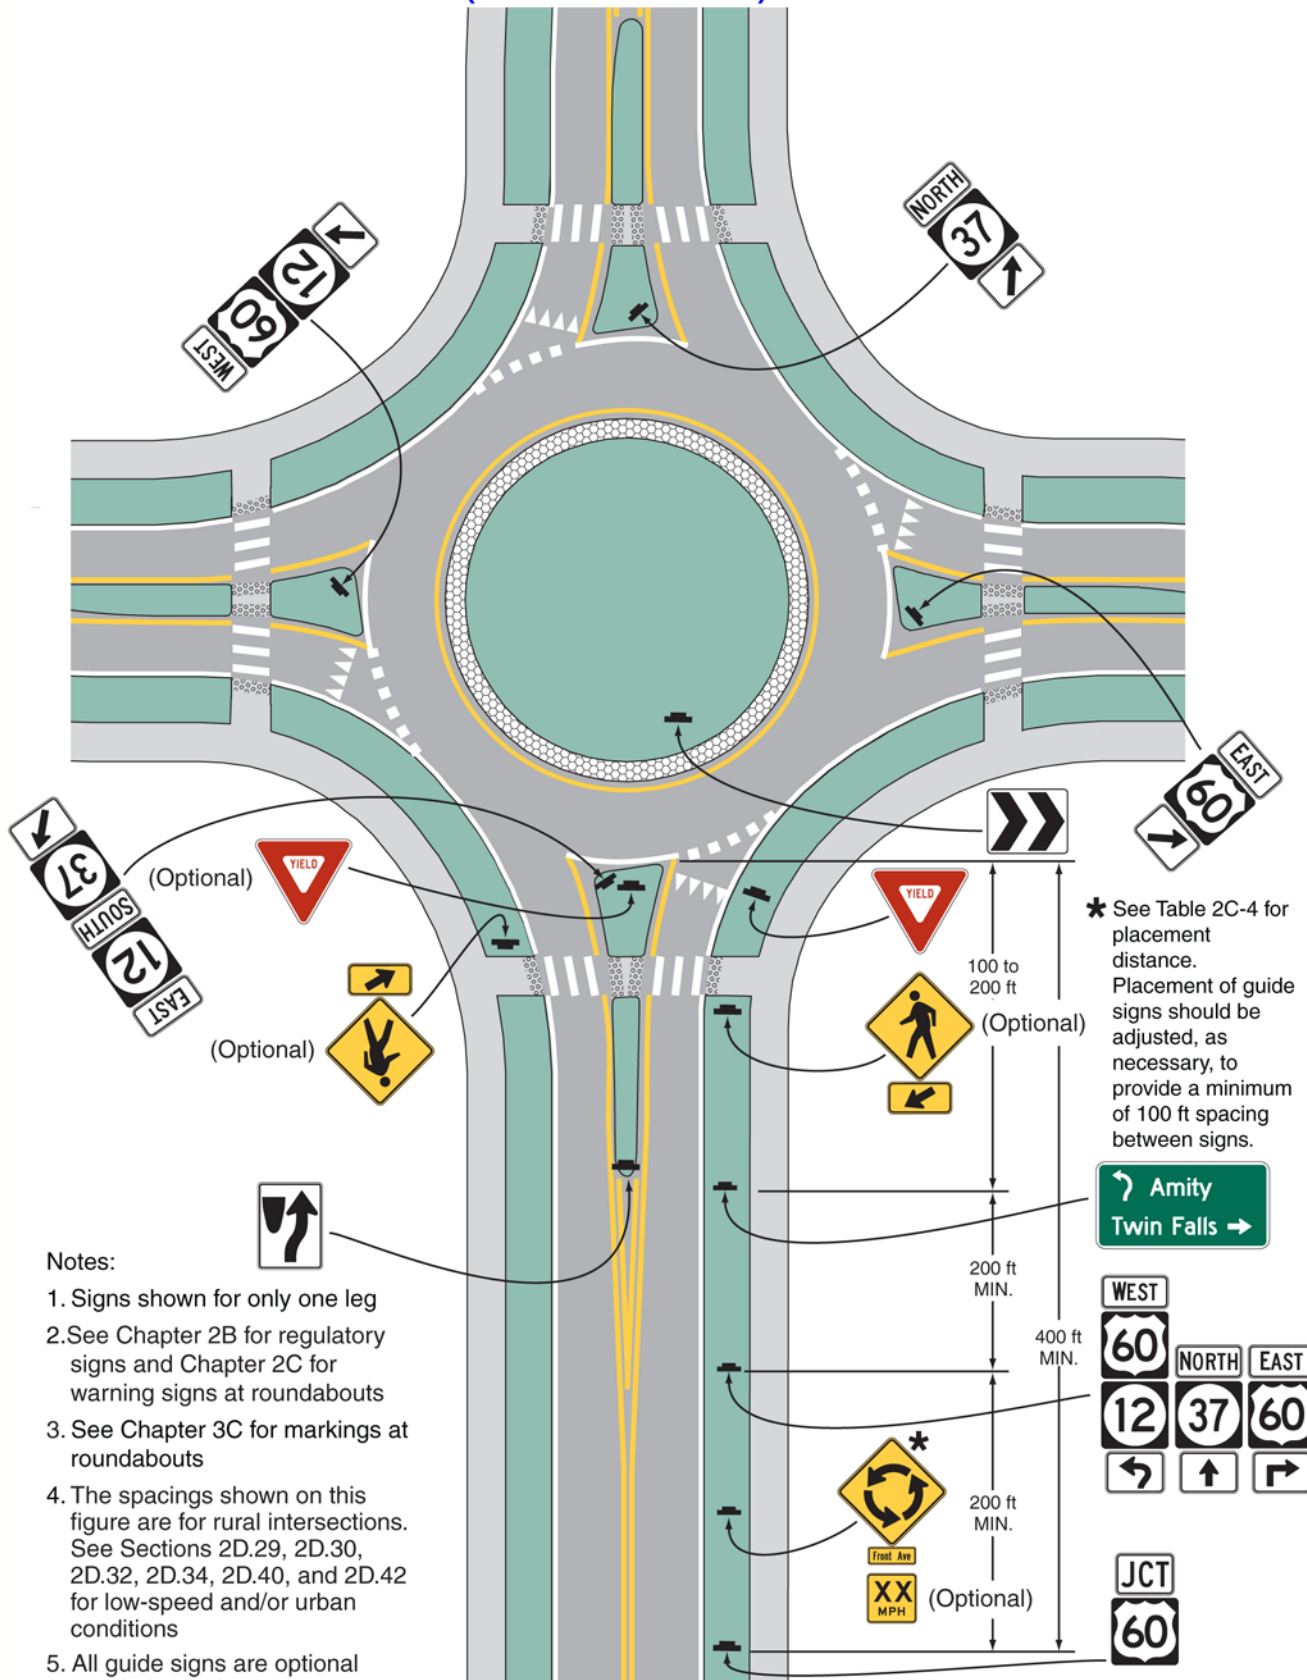 NORTH
37
12
60
WEST
EAST
60
37
SOUTH
12
EAST
(Optional)
YIELD
YIELD
(Optional)
100 to
200 ft
(Optional)
* See Table 2C-4 for
placement
distance.
Placement of guide
signs should be
adjusted, as
necessary, to
provide a minimum
of 100 ft spacing
between signs.
Amity
Twin Falls
200 ft
MIN.
400 ft
MIN.
WEST
60
12
NORTH
37
EAST
60
*
Front Ave
XX
MPH
(Optional)
200 ft
MIN.
JCT
60
Notes:
1. Signs shown for only one leg
2.See Chapter 2B for regulatory
signs and Chapter 2C for
warning signs at roundabouts
3. See Chapter 3C for markings at
roundabouts
4. The spacings shown on this
figure are for rural intersections.
See Sections 2D.29, 2D.30,
2D.32, 2D.34, 2D.40, and 2D.42
for low-speed and/or urban
conditions
5. All guide signs are optional